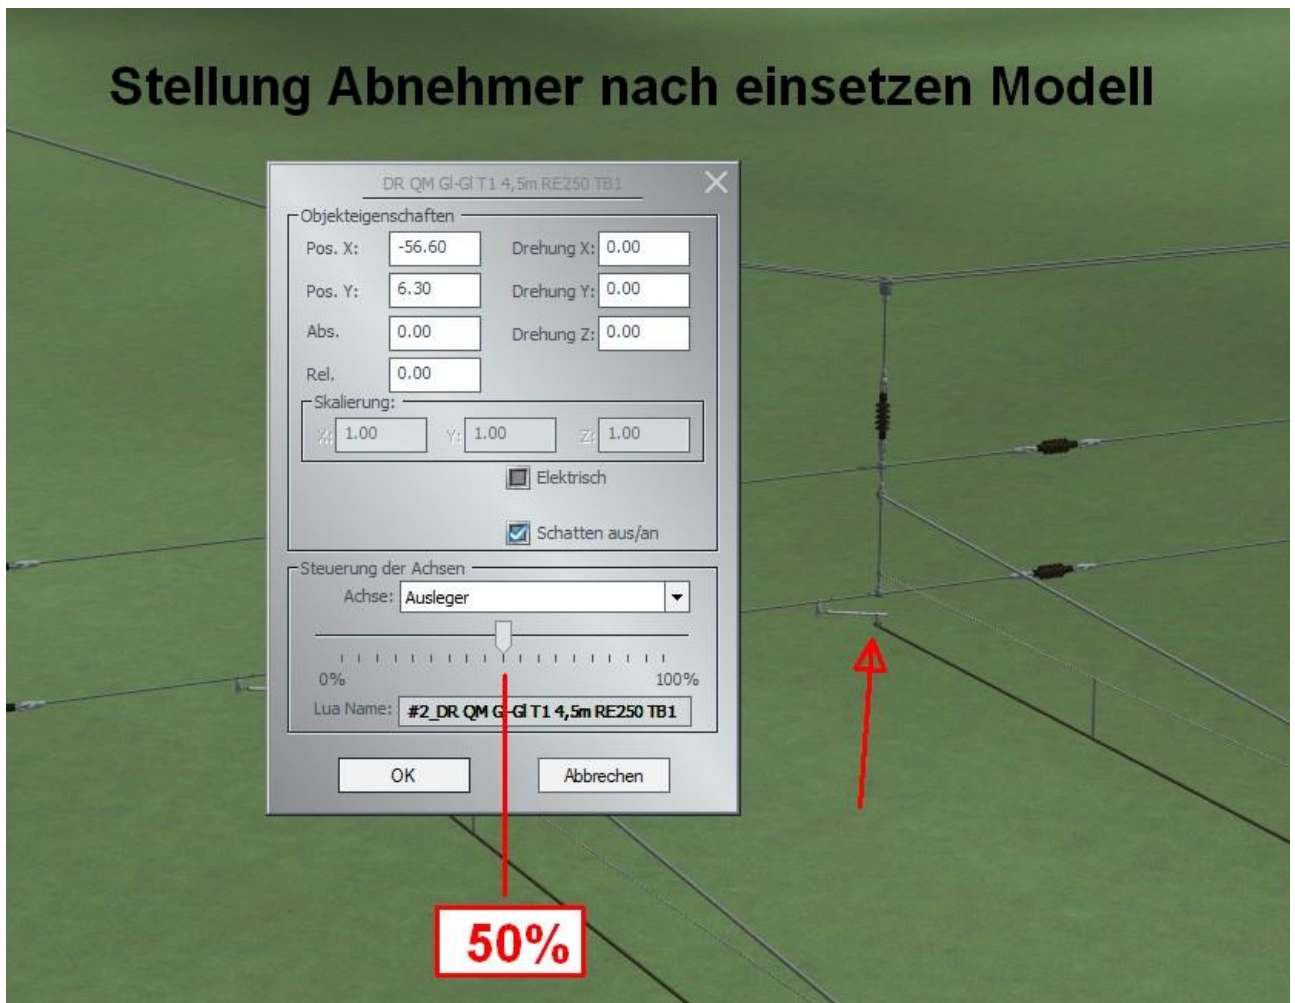 Stellung Abnehmer nach einsetzen Modell
DR QM Gl-Gl T1 4,5m RE250 TB1
Objekteigenschaften
Pos. X: -56.60 Drehung X: 0.00
Pos. Y: 6.30 Drehung Y: 0.00
Abs. 0.00 Drehung Z: 0.00
Rel. 0.00
Skalierung:
X: 1.00 Y: 1.00 Z: 1.00
Elektrisch
Schatten aus/an
Steuerung der Achsen
Achse: Ausleger
0% 100%
Lua Name: #2_DR QM Gl-Gl T1 4,5m RE250 TB1
OK Abbrechen
50%